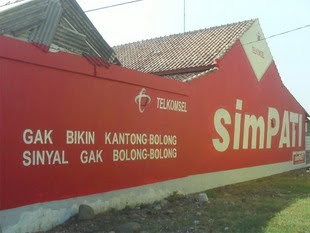 TELKOMSEL
simPATI
GAK BIKIN KANTONG-BOLONG
SINYAL GAK BOLONG-BOLONG